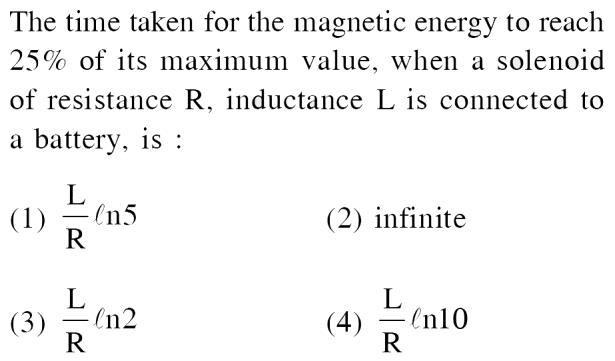 The time taken for the magnetic energy to reach
25% of its maximum value, when a solenoid
of resistance R, inductance L is connected to
a battery, is :
(1) L/R ℓn5 (2) infinite
(3) L/R ℓn2 (4) L/R ℓn10